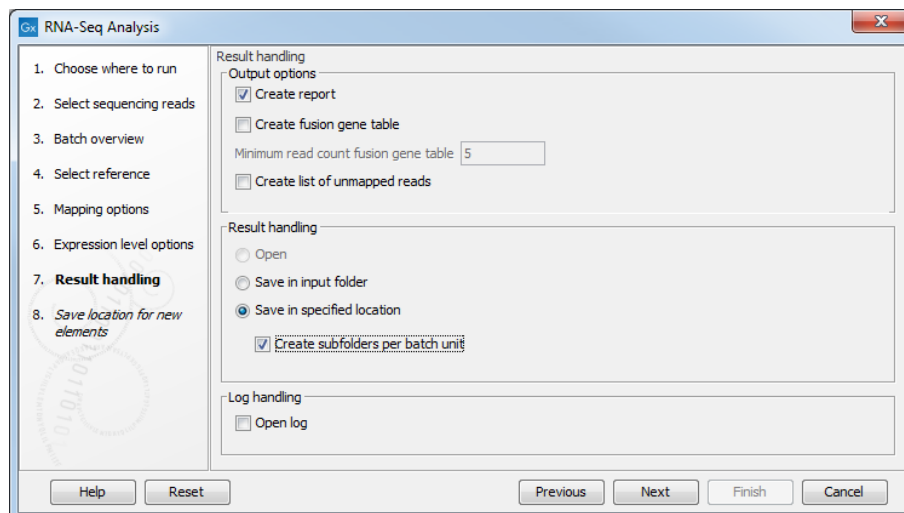 Gx RNA-Seq Analysis
1. Choose where to run
2. Select sequencing reads
3. Batch overview
4. Select reference
5. Mapping options
6. Expression level options
7. Result handling
8. Save location for new
elements
Result handling
Output options
Create report
Create fusion gene table
Minimum read count fusion gene table 5
Create list of unmapped reads
Result handling
Open
Save in input folder
Save in specified location
Create subfolders per batch unit
Log handling
Open log
Help Reset Previous Next Finish Cancel